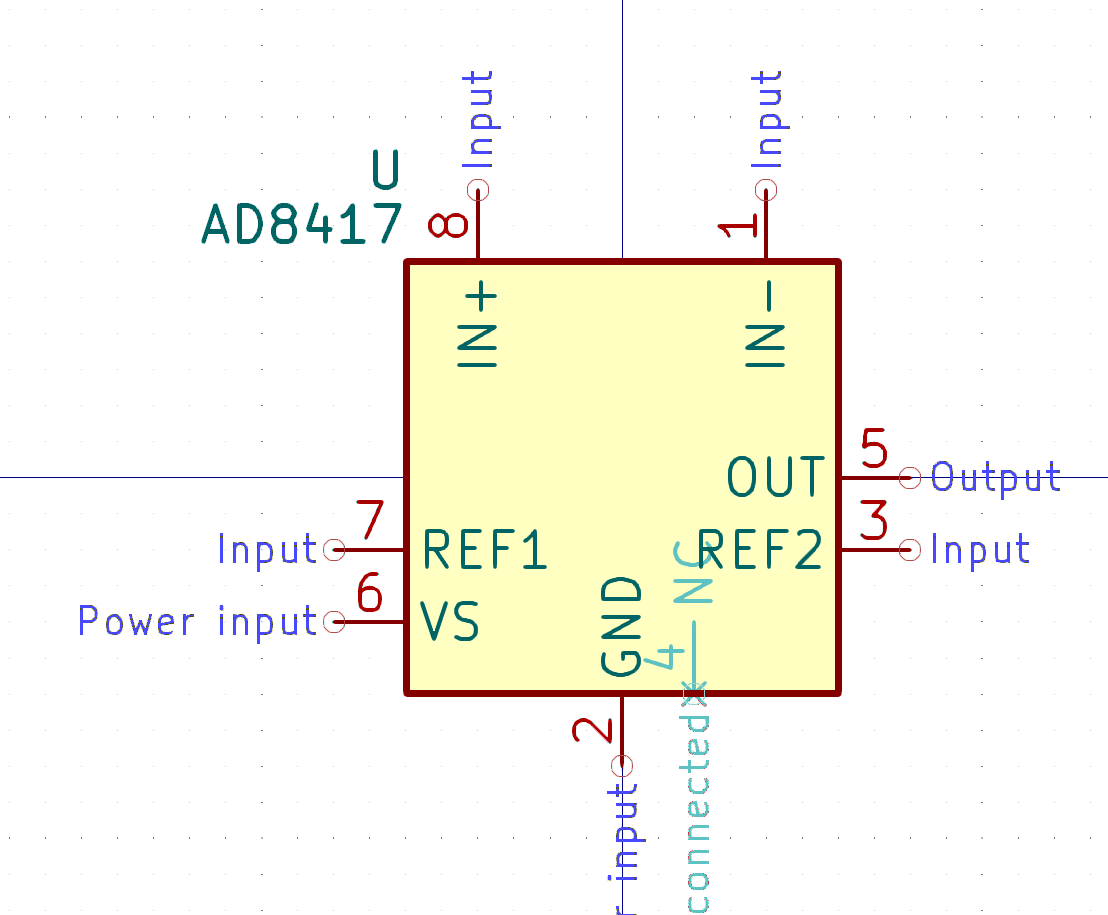 Input
Input
U
AD8417
8
1
IN+
IN-
5
OUT
Output
7
3
Input
REF1
REF2
Input
NC
6
Power input
VS
GND
4
2
r input
connected